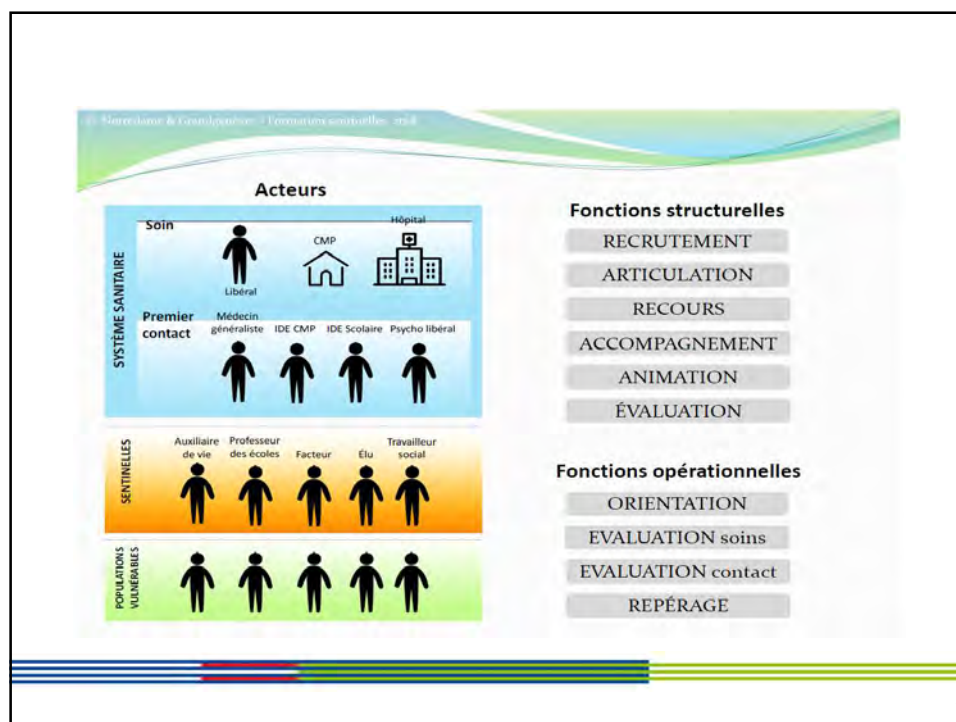 Acteurs
SYSTÈME SANITAIRE
Soin
Libéral
CMP
Hôpital
Premier
contact
Médecin
généraliste
IDE CMP
IDE Scolaire
Psycho libéral
SENTINELLES
Auxiliaire
de vie
Professeur
des écoles
Facteur
Élu
Travailleur
social
POPULATIONS
VULNÉRABLES
Fonctions structurelles
RECRUTEMENT
ARTICULATION
RECOURS
ACCOMPAGNEMENT
ANIMATION
ÉVALUATION
Fonctions opérationnelles
ORIENTATION
EVALUATION soins
EVALUATION contact
REPÉRAGE